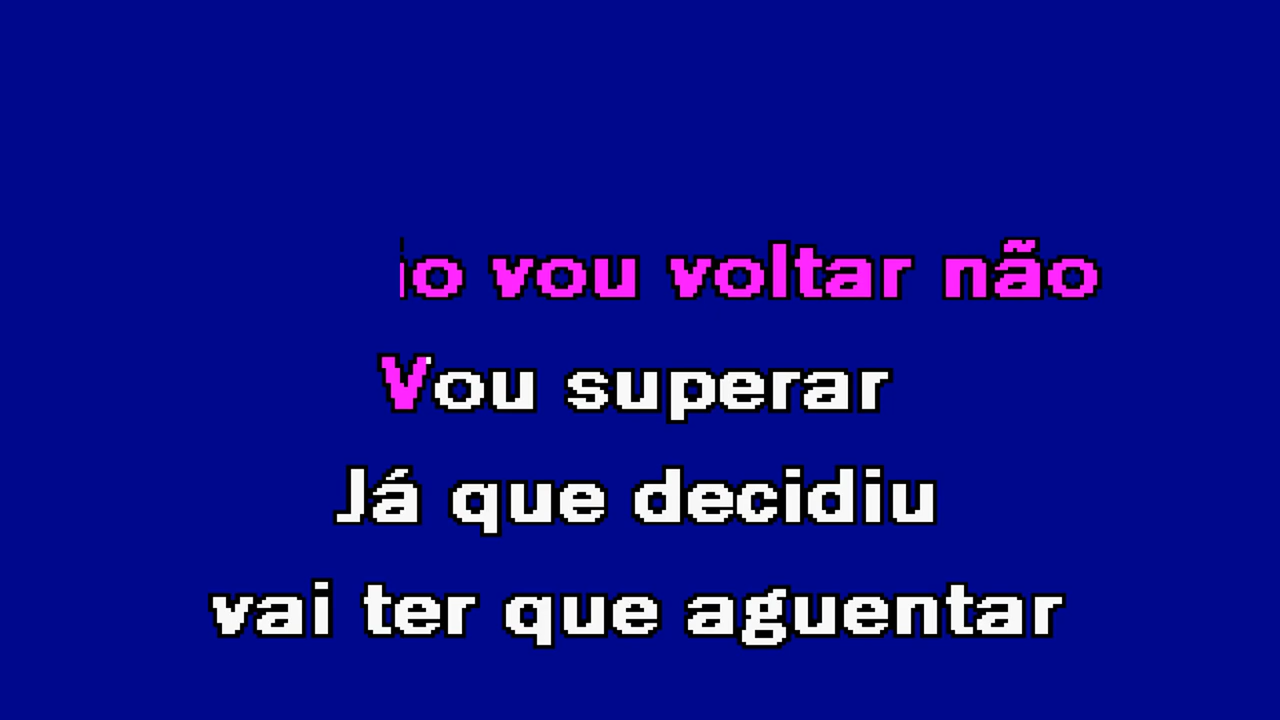 vou voltar não
Vou superar
Já que decidiu
vai ter que aguentar